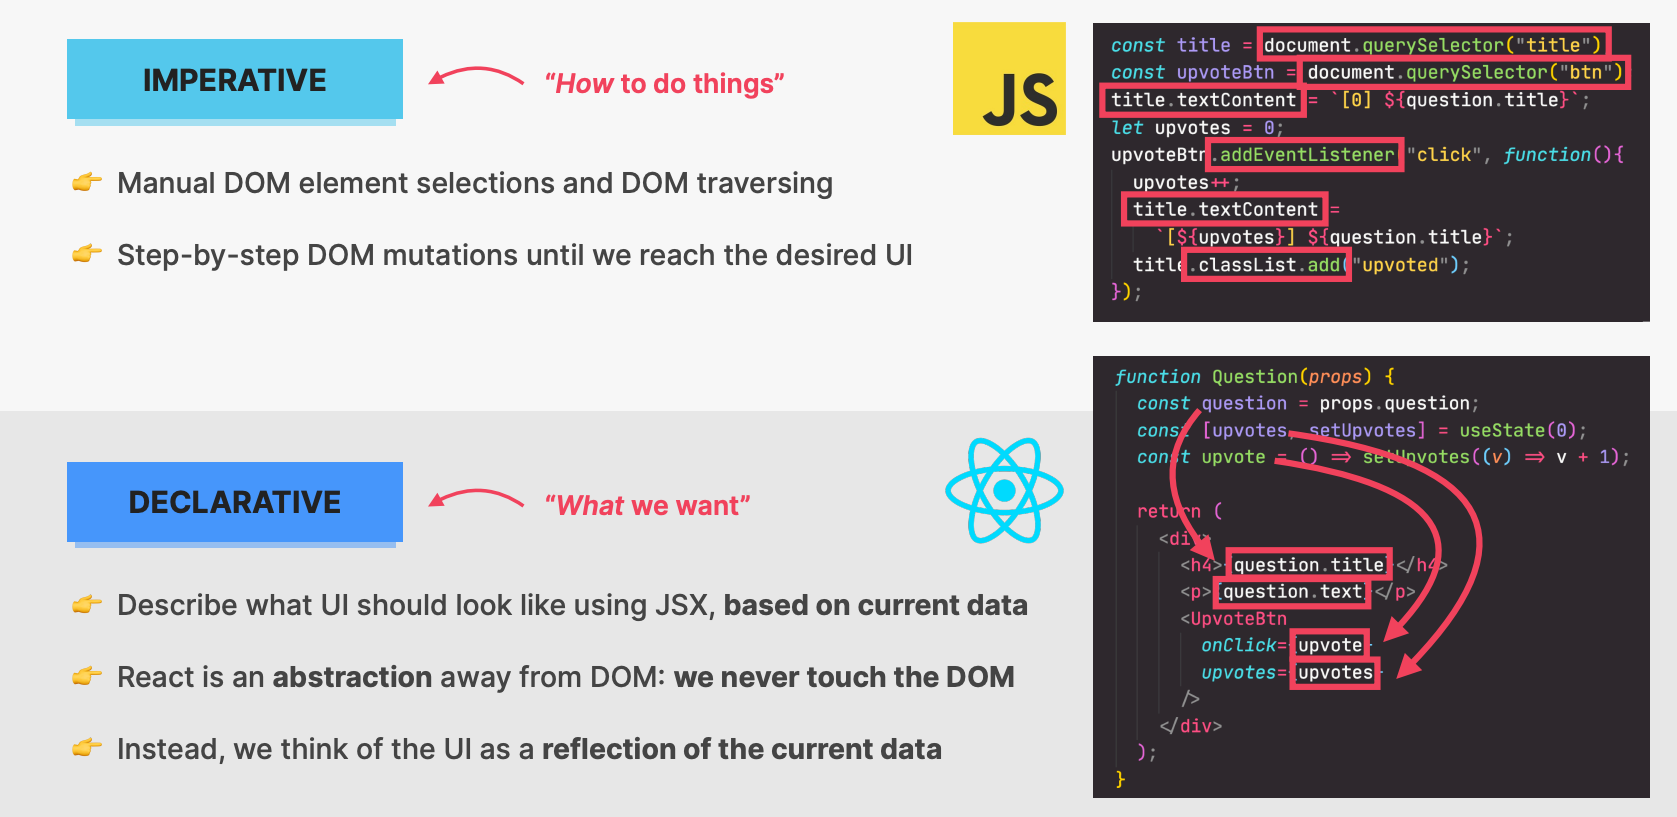 IMPERATIVE
“How to do things”
👉 Manual DOM element selections and DOM traversing
👉 Step-by-step DOM mutations until we reach the desired UI
JS
const title = document.querySelector("title")
const upvoteBtn = document.querySelector("btn")
title.textContent = `[0] ${question.title}`;
let upvotes = 0;
upvoteBtn.addEventListener "click", function(){
upvotes++;
title.textContent =
`[${upvotes}] ${question.title}`;
title.classList.add("upvoted");
});
DECLARATIVE
“What we want”
👉 Describe what UI should look like using JSX, based on current data
👉 React is an abstraction away from DOM: we never touch the DOM
👉 Instead, we think of the UI as a reflection of the current data
function Question(props) {
const question = props.question;
const [upvotes, setUpvotes] = useState(0);
const upvote = () => setUpvotes((v) => v + 1);
return (
<div>
<h4>{question.title}</h4>
<p>{question.text}</p>
<UpvoteBtn
onClick={upvote}
upvotes={upvotes}
/>
</div>
);
}